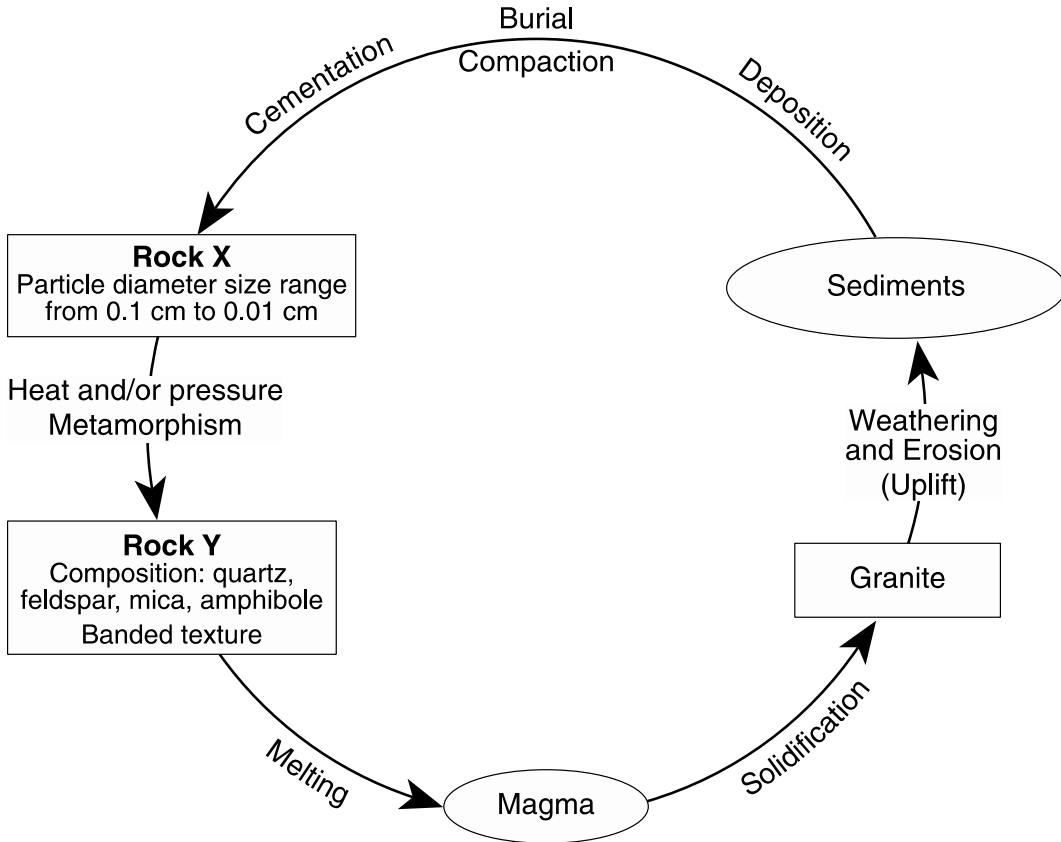 Burial
Compaction
Cementation
Deposition
Rock X
Particle diameter size range
from 0.1 cm to 0.01 cm
Sediments
Heat and/or pressure
Metamorphism
Weathering
and Erosion
(Uplift)
Rock Y
Composition: quartz,
feldspar, mica, amphibole
Banded texture
Granite
Melting
Solidification
Magma